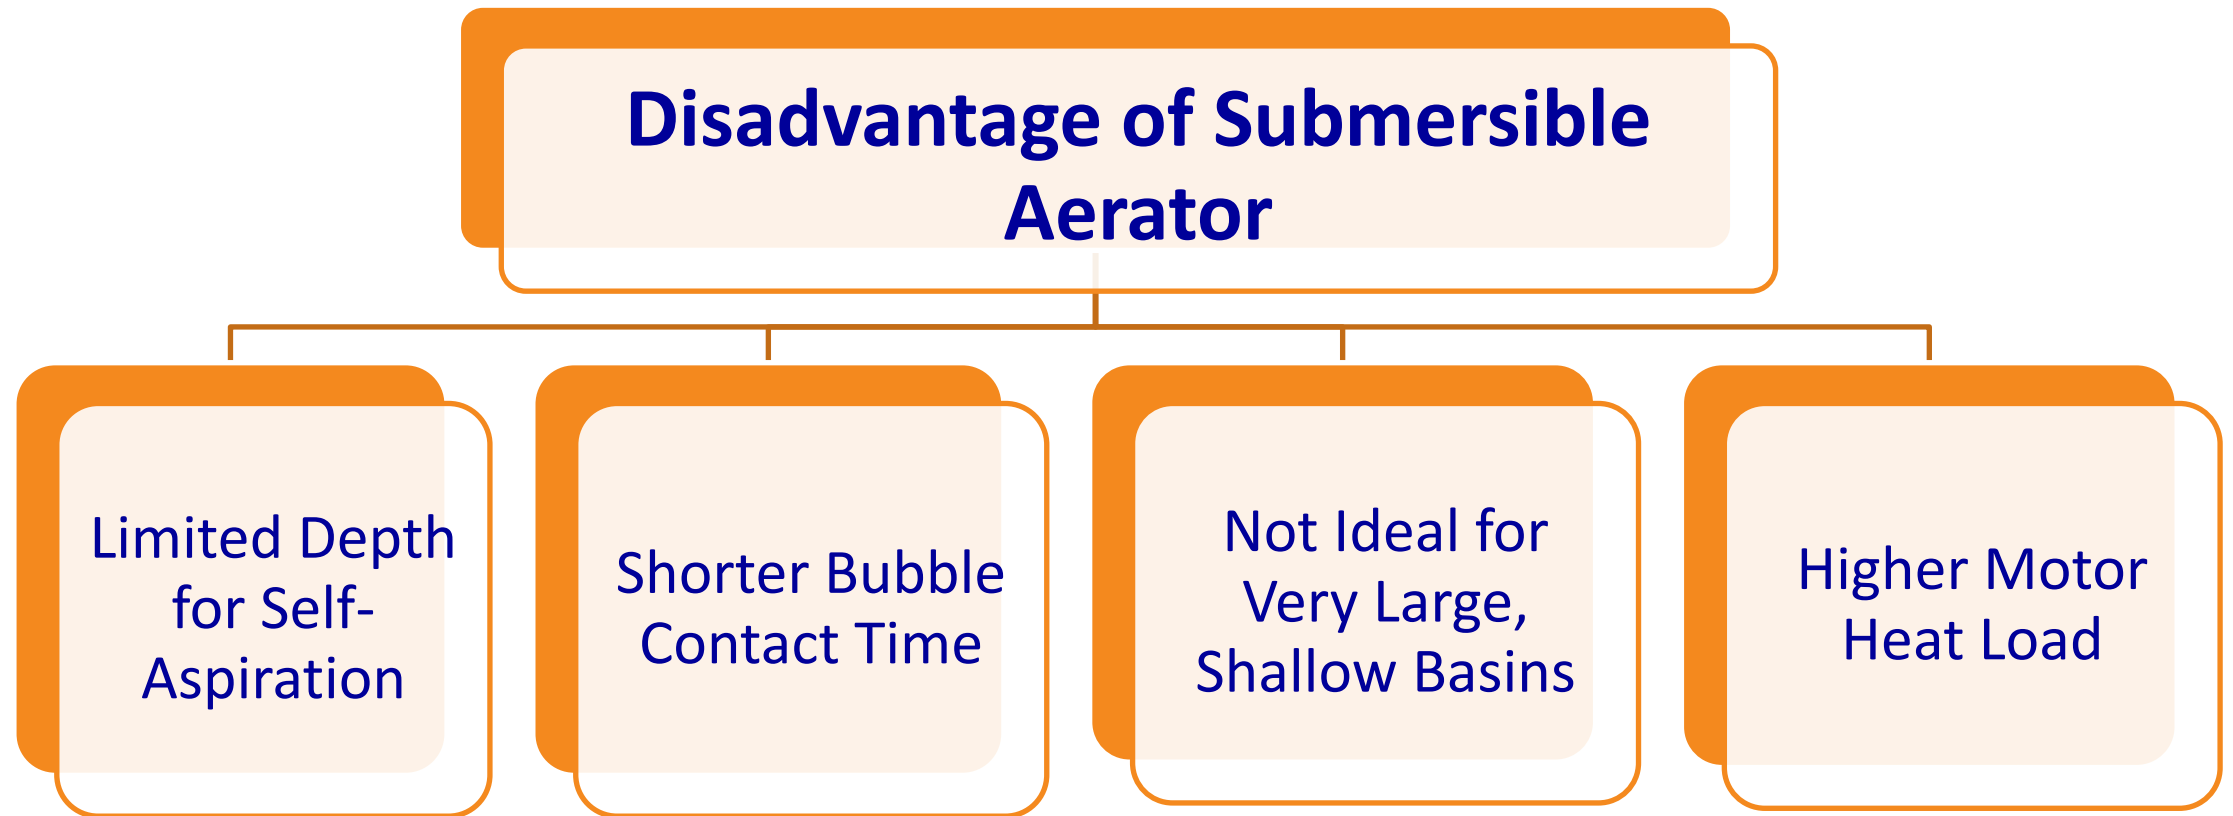 Disadvantage of Submersible
Aerator
Limited Depth
for Self-
Aspiration
Shorter Bubble
Contact Time
Not Ideal for
Very Large,
Shallow Basins
Higher Motor
Heat Load